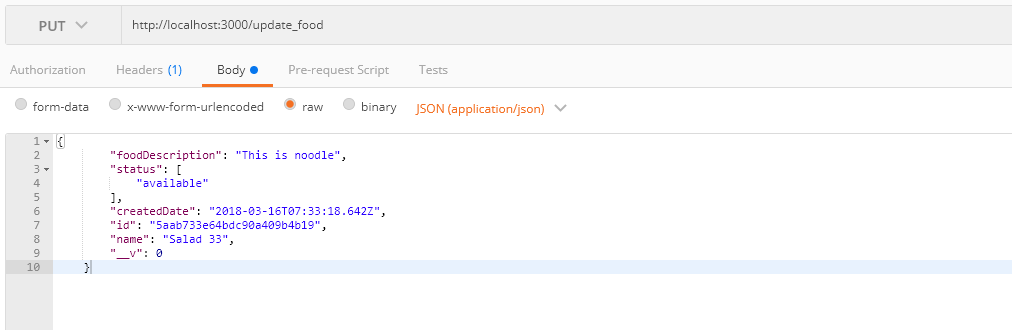 PUT http://localhost:3000/update_food
Authorization Headers (1) Body Pre-request Script Tests
form-data x-www-form-urlencoded raw binary JSON (application/json)
1 {
2 "foodDescription": "This is noodle",
3 "status": [
4 "available"
5 ],
6 "createdDate": "2018-03-16T07:33:18.642Z",
7 "id": "5aab733e64bdc90a409b4b19",
8 "name": "Salad 33",
9 "__v": 0
10 }